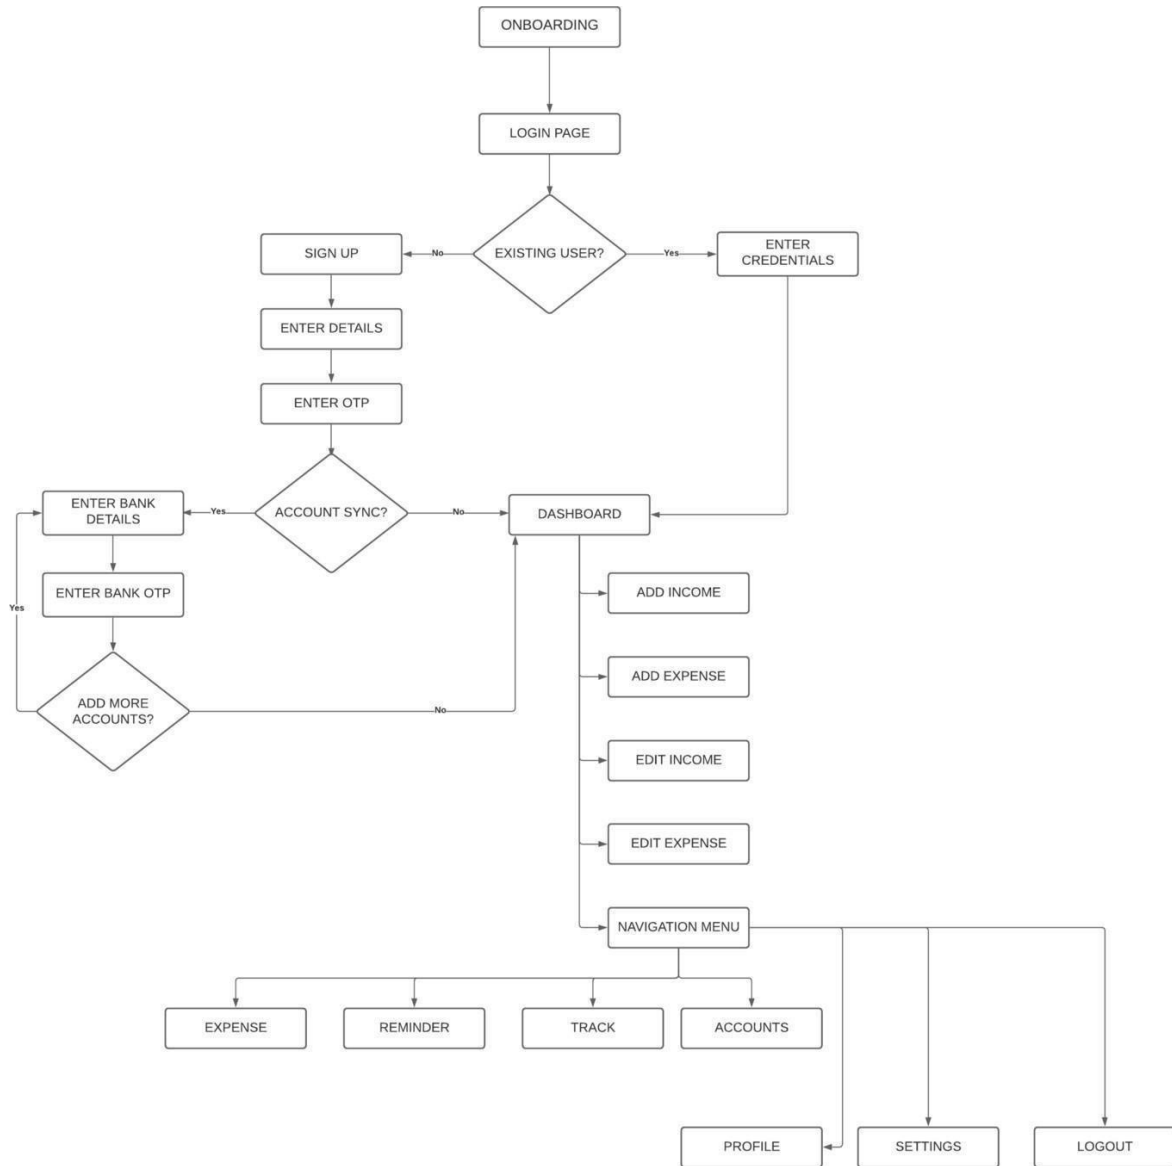 ONBOARDING
LOGIN PAGE
EXISTING USER?
No
Yes
SIGN UP
ENTER
CREDENTIALS
ENTER DETAILS
ENTER OTP
ACCOUNT SYNC?
Yes
No
ENTER BANK
DETAILS
DASHBOARD
ENTER BANK OTP
Yes
ADD MORE
ACCOUNTS?
No
ADD INCOME
ADD EXPENSE
EDIT INCOME
EDIT EXPENSE
NAVIGATION MENU
EXPENSE
REMINDER
TRACK
ACCOUNTS
PROFILE
SETTINGS
LOGOUT